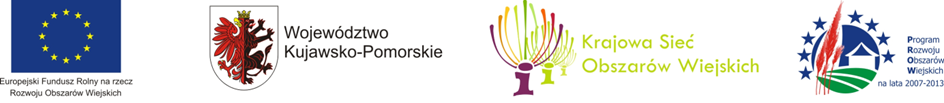 Europejski Fundusz Rolny na rzecz
Rozwoju Obszarów Wiejskich
Województwo
Kujawsko-Pomorskie
Krajowa Sieć
Obszarów Wiejskich
Program
Rozwoju
Obszarów
Wiejskich
na lata 2007-2013